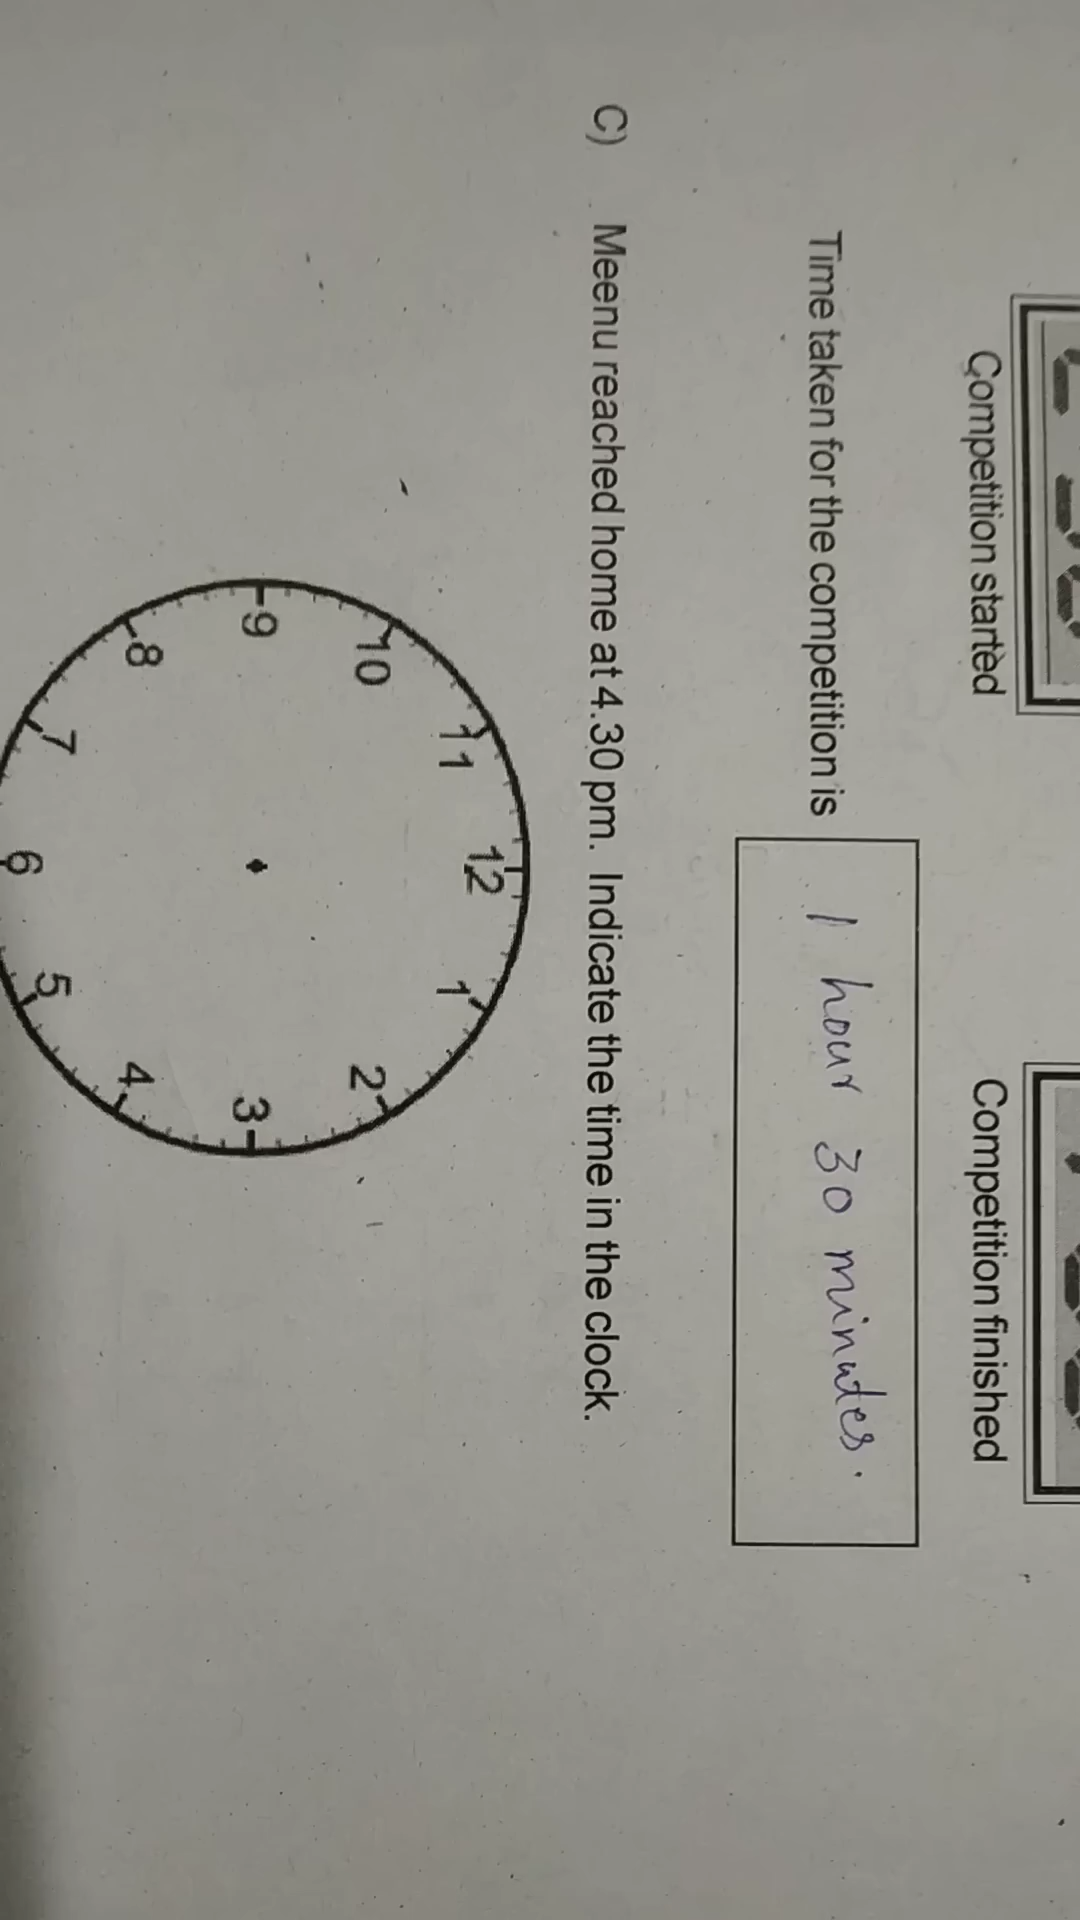 Competition started Competition finished
Time taken for the competition is 1 hour 30 minutes.
C) Meenu reached home at 4.30 pm. Indicate the time in the clock.
12
11 1
10 2
9 3
8 4
7 5
6